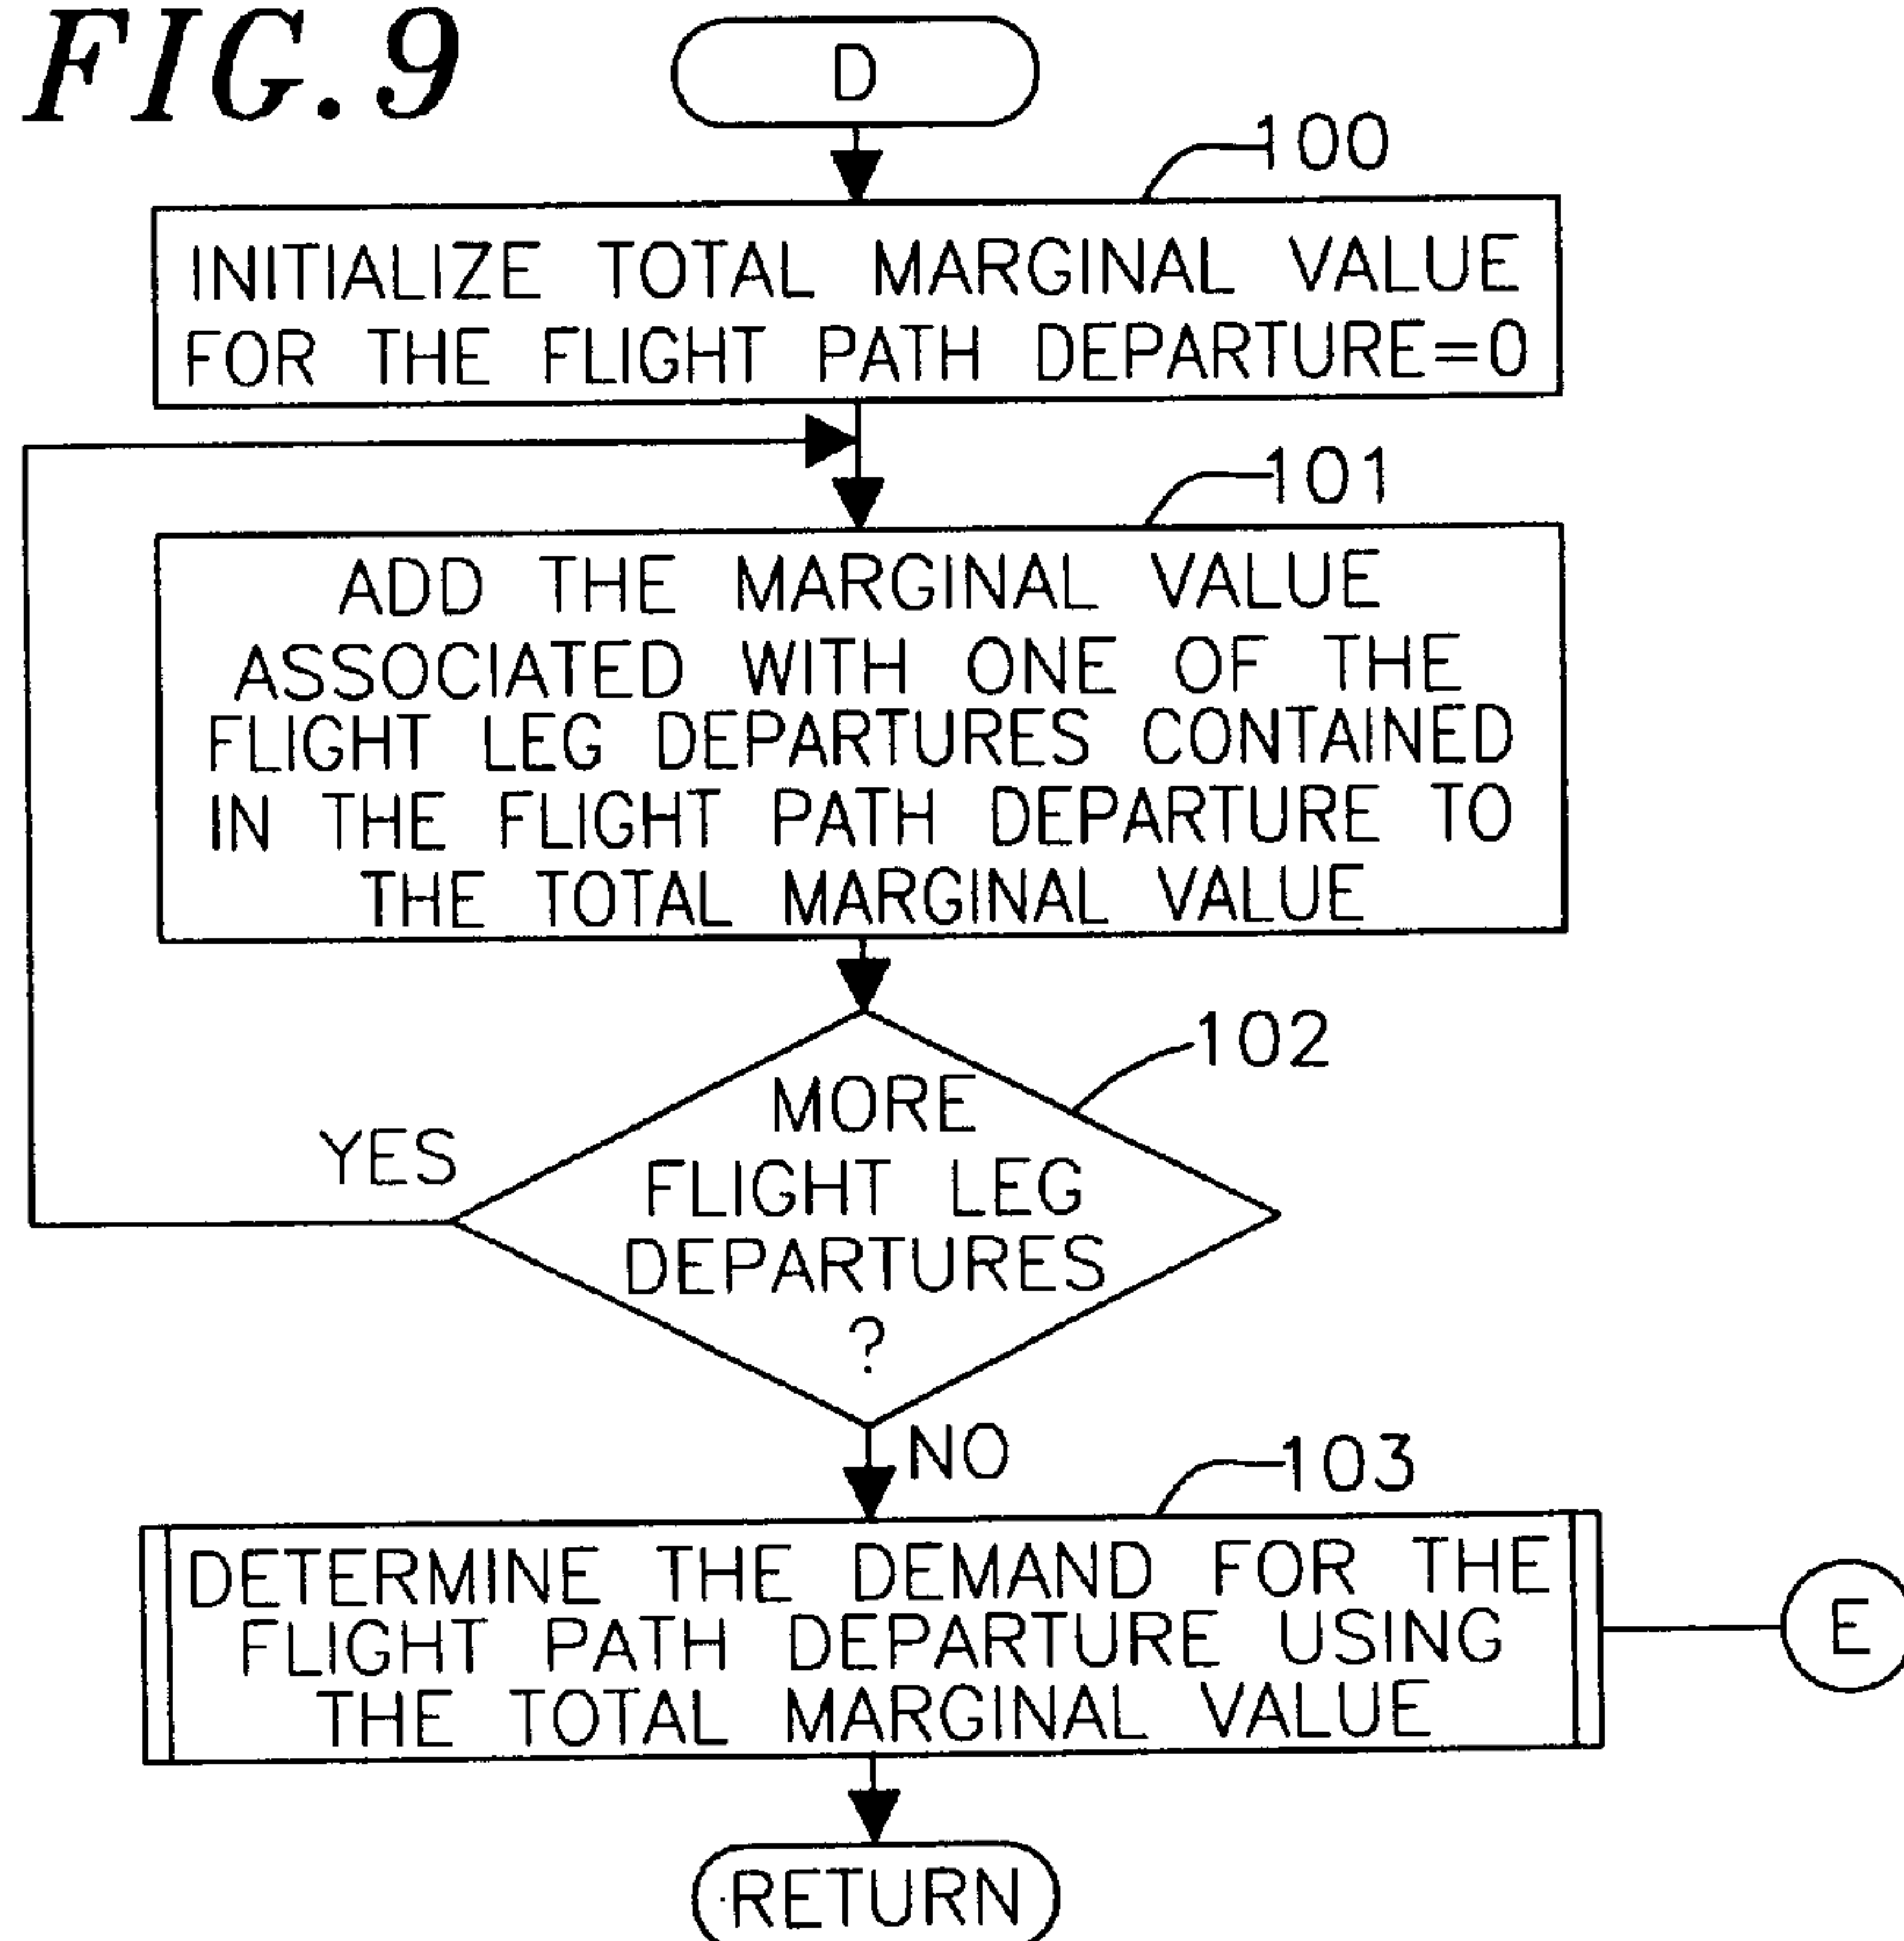 FIG. 9
D
100
INITIALIZE TOTAL MARGINAL VALUE
FOR THE FLIGHT PATH DEPARTURE=0
101
ADD THE MARGINAL VALUE
ASSOCIATED WITH ONE OF THE
FLIGHT LEG DEPARTURES CONTAINED
IN THE FLIGHT PATH DEPARTURE TO
THE TOTAL MARGINAL VALUE
102
MORE
FLIGHT LEG
DEPARTURES
?
YES
NO
103
DETERMINE THE DEMAND FOR THE
FLIGHT PATH DEPARTURE USING
THE TOTAL MARGINAL VALUE
E
RETURN